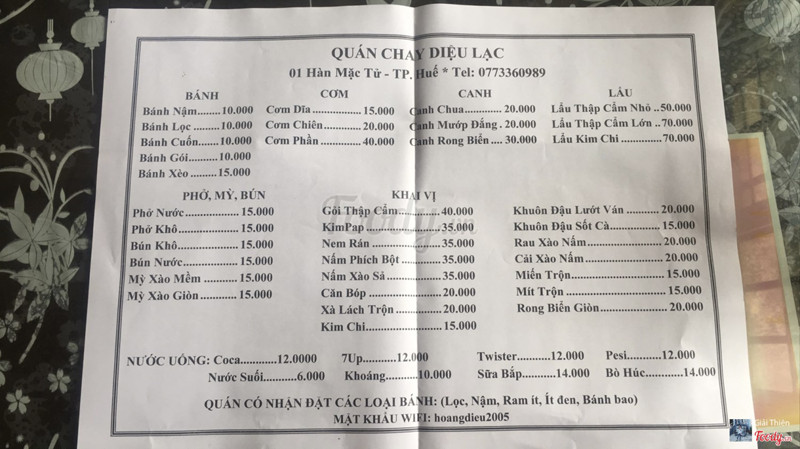 QUÁN CHAY DIỆU LẠC
01 Hàn Mặc Tử - TP. Huế * Tel: 0773360989
BÁNH
Bánh Nậm........10.000
Bánh Lọc .........10.000
Bánh Cuốn.......10.000
Bánh Gói..........10.000
Bánh Xèo.........15.000
CƠM
Cơm Dĩa................15.000
Cơm Chiên............20.000
Cơm Phần.............40.000
CANH
Canh Chua.............20.000
Canh Mướp Đắng . 20.000
Canh Rong Biển .... 30.000
LẨU
Lẩu Thập Cẩm Nhỏ ..50.000
Lẩu Thập Cẩm Lớn ..70.000
Lẩu Kim Chi ............70.000
PHỞ, MỲ, BÚN
Phở Nước................15.000
Phở Khô..................15.000
Bún Khô..................15.000
Bún Nước................15.000
Mỳ Xào Mềm ..........15.000
Mỳ Xào Giòn ..........15.000
KHAI VỊ
Gỏi Thập Cẩm............40.000
KimPap .....................35.000
Nem Rán ...................35.000
Nấm Phích Bột ..........35.000
Nấm Xào Sả ..............35.000
Căn Bóp ....................20.000
Xà Lách Trộn.............20.000
Kim Chi.....................15.000
Khuôn Đậu Lướt Ván ..........20.000
Khuôn Đậu Sốt Cà...............15.000
Rau Xào Nấm .....................20.000
Cải Xào Nấm ......................20.000
Miến Trộn...........................15.000
Mít Trộn .............................15.000
Rong Biển Giòn...................20.000
NƯỚC UỐNG: Coca............12.0000 7Up...........12.000 Twister...........12.000 Pesi............12.000
Nước Suối...........6.000 Khoáng..........10.000 Sữa Bắp...........14.000 Bò Húc...........14.000
QUÁN CÓ NHẬN ĐẶT CÁC LOẠI BÁNH: (Lọc, Nậm, Ram ít, Ít đen, Bánh bao)
MẬT KHẨU WIFI: hoangdieu2005
Foody.vn
Giải Thiện
Foody.vn